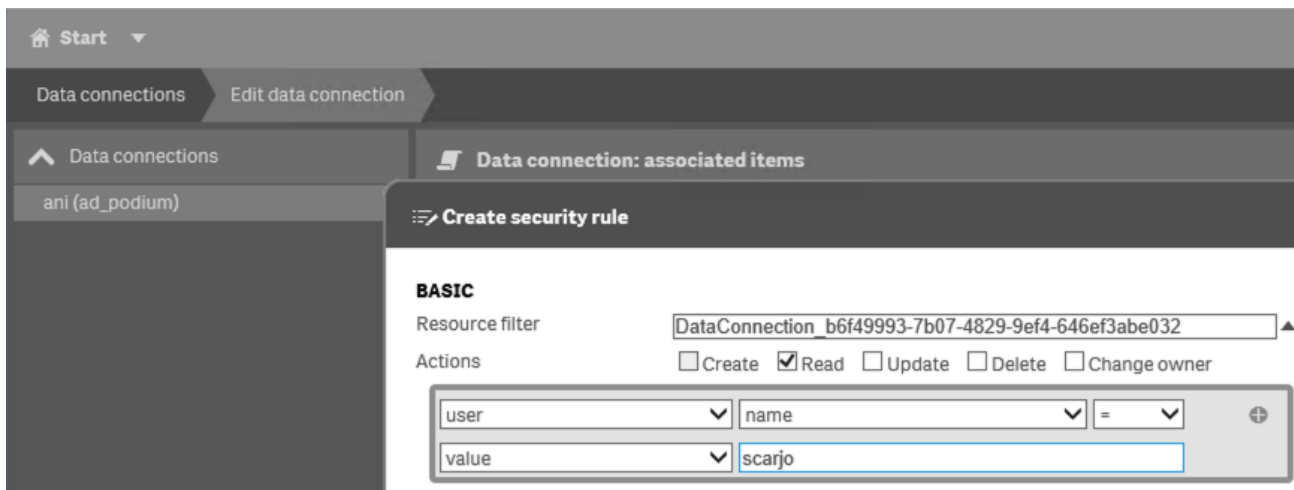 Start
Data connections Edit data connection
Data connections
ani (ad_podium)
Data connection: associated items
Create security rule
BASIC
Resource filter DataConnection_b6f49993-7b07-4829-9ef4-646ef3abe032
Actions Create Read Update Delete Change owner
user name =
value scarjo